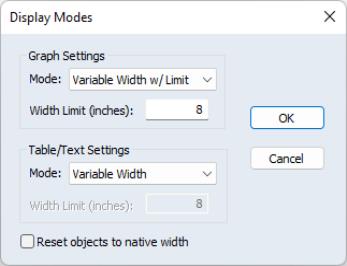 Display Modes
Graph Settings
Mode: Variable Width w/ Limit
Width Limit (inches): 8
OK
Table/Text Settings
Cancel
Mode: Variable Width
Width Limit (inches): 8
Reset objects to native width